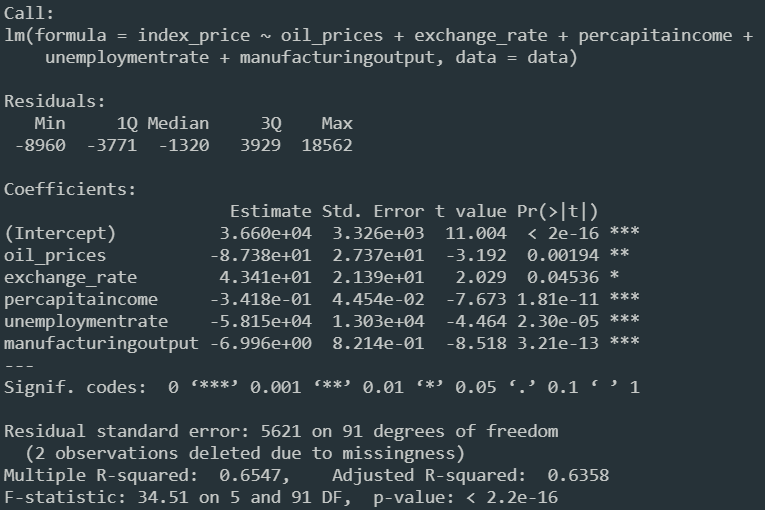 Call:
lm(formula = index_price ~ oil_prices + exchange_rate + percapitaincome +
    unemploymentrate + manufacturingoutput, data = data)

Residuals:
   Min     1Q Median     3Q    Max
 -8960  -3771  -1320   3929  18562

Coefficients:
                      Estimate Std. Error t value Pr(>|t|)
(Intercept)          3.660e+04  3.326e+03  11.004  < 2e-16 ***
oil_prices          -8.738e+01  2.737e+01  -3.192  0.00194 **
exchange_rate        4.341e+01  2.139e+01   2.029  0.04536 *
percapitaincome     -3.418e-01  4.454e-02  -7.673 1.81e-11 ***
unemploymentrate    -5.815e+04  1.303e+04  -4.464 2.30e-05 ***
manufacturingoutput -6.996e+00  8.214e-01  -8.518 3.21e-13 ***
---
Signif. codes:  0 ‘***’ 0.001 ‘**’ 0.01 ‘*’ 0.05 ‘.’ 0.1 ‘ ’ 1

Residual standard error: 5621 on 91 degrees of freedom
  (2 observations deleted due to missingness)
Multiple R-squared:  0.6547,    Adjusted R-squared:  0.6358
F-statistic: 34.51 on 5 and 91 DF,  p-value: < 2.2e-16